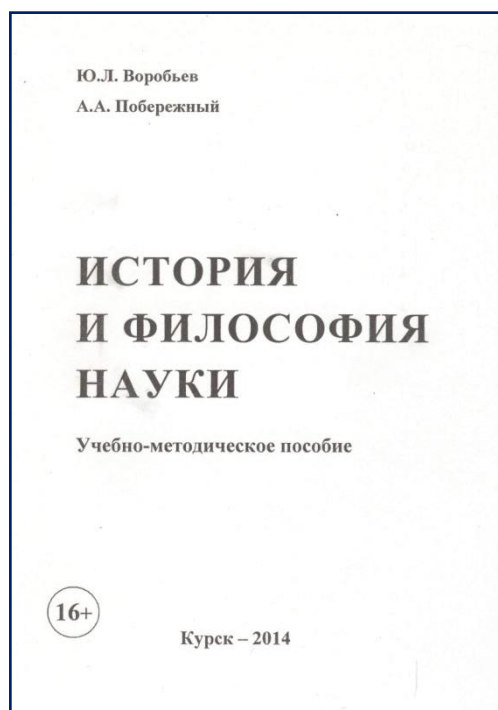 Ю.Л. Воробьев
А.А. Побережный
ИСТОРИЯ
И ФИЛОСОФИЯ
НАУКИ
Учебно-методическое пособие
16+
Курск – 2014